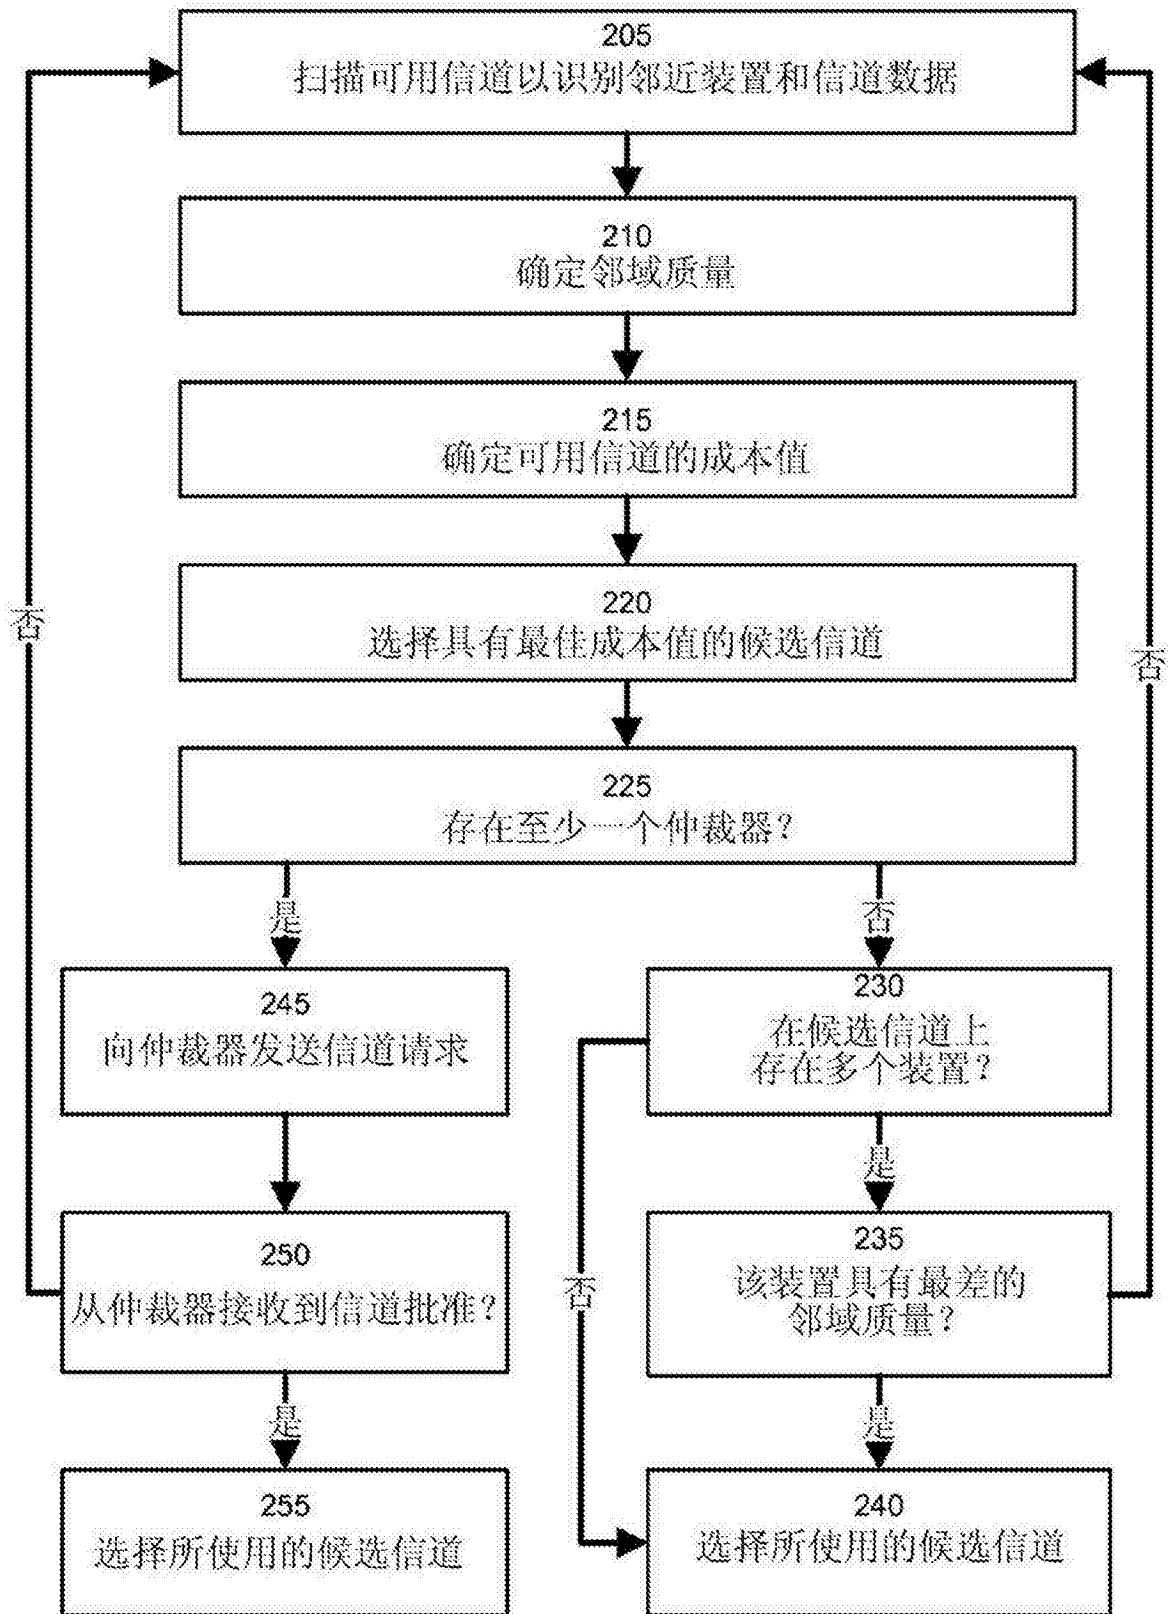 205
扫描可用信道以识别邻近装置和信道数据
210
确定邻域质量
215
确定可用信道的成本值
220
选择具有最佳成本值的候选信道
否
否
225
存在至少一个仲裁器?
是
否
245
向仲裁器发送信道请求
230
在候选信道上
存在多个装置?
是
250
从仲裁器接收到信道批准?
否
235
该装置具有最差的
邻域质量?
是
是
255
选择所使用的候选信道
240
选择所使用的候选信道